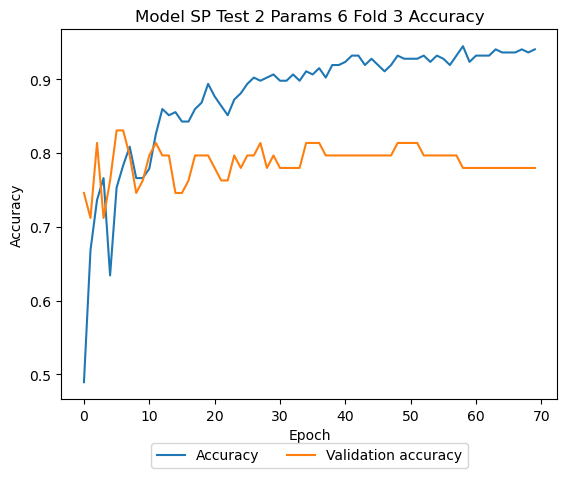 Model SP Test 2 Params 6 Fold 3 Accuracy
Accuracy
0.9
0.8
0.7
0.6
0.5
0 10 20 30 40 50 60 70
Epoch
Accuracy Validation accuracy